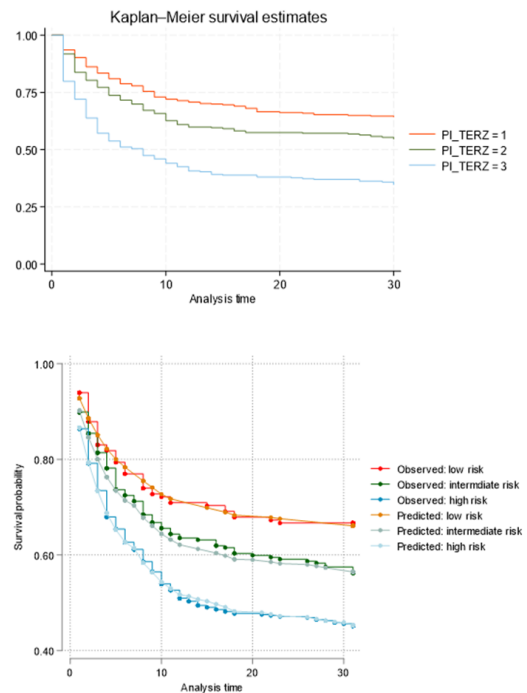 Kaplan–Meier survival estimates
1.00
0.75
0.50
0.25
0.00
0
10
20
30
Analysis time
PI_TERZ = 1
PI_TERZ = 2
PI_TERZ = 3
1.00
0.80
0.60
0.40
Survival probability
0
10
20
30
Analysis time
Observed: low risk
Observed: intermdiate risk
Observed: high risk
Predicted: low risk
Predicted: intermediate risk
Predicted: high risk